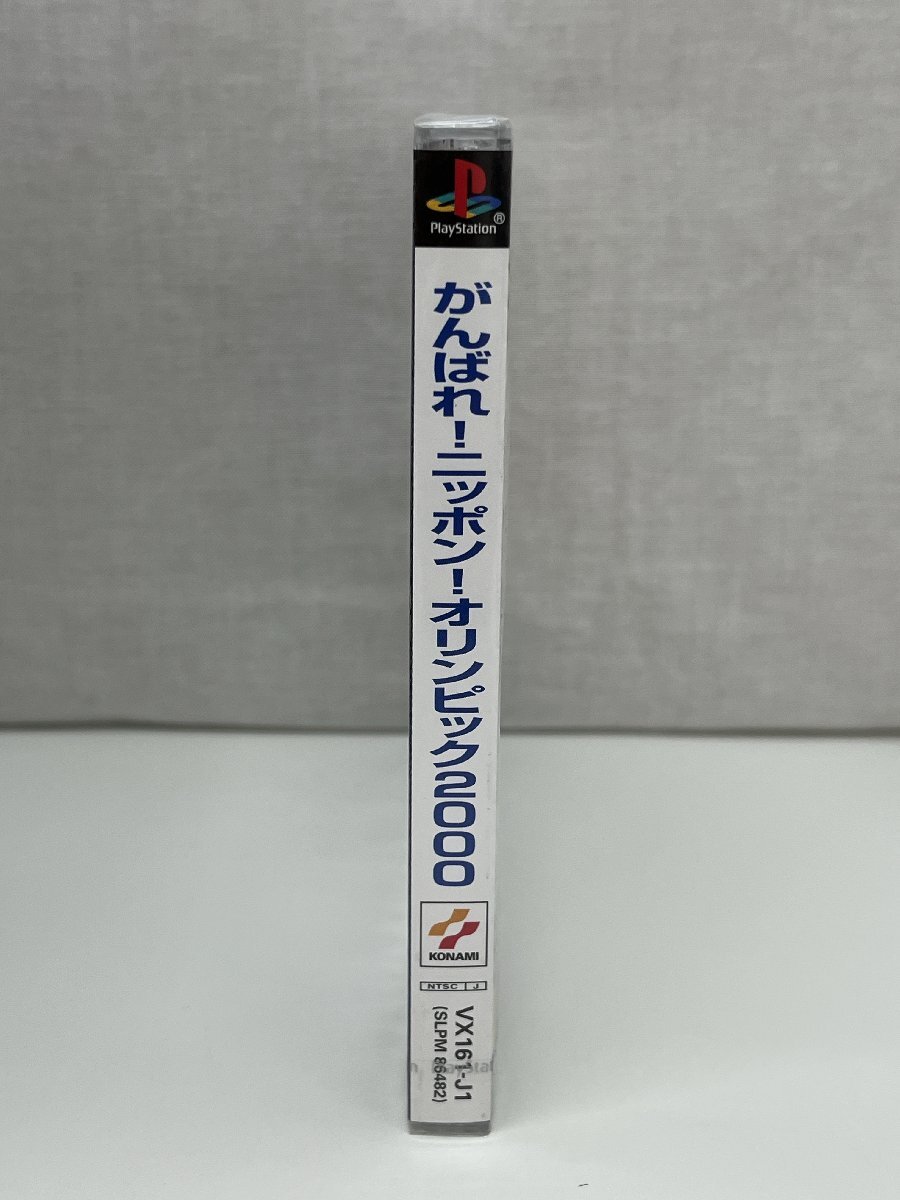 PlayStation®
がんばれ！ニッポン！オリンピック2000
KONAMI
NTSC J
VX161-J1
(SLPM 86482)
PlayStat